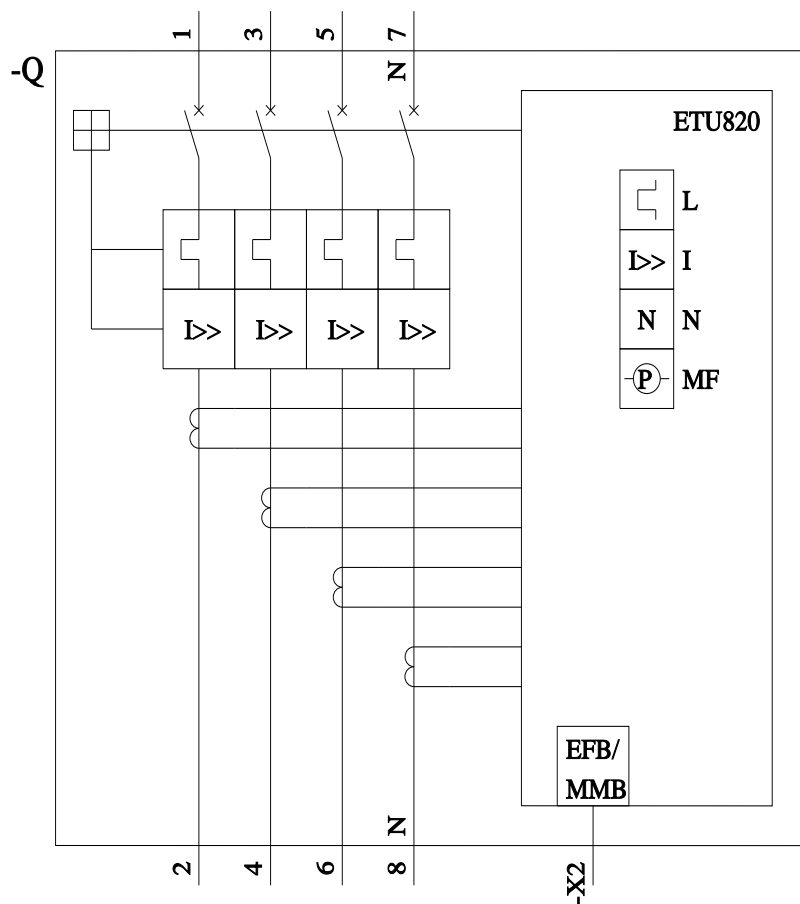 1 3 5 7
-Q
N
ETU820
L
I>> I
N N
P MF
I>> I>> I>> I>>
EFB/
MMB
N
2 4 6 8
-X2